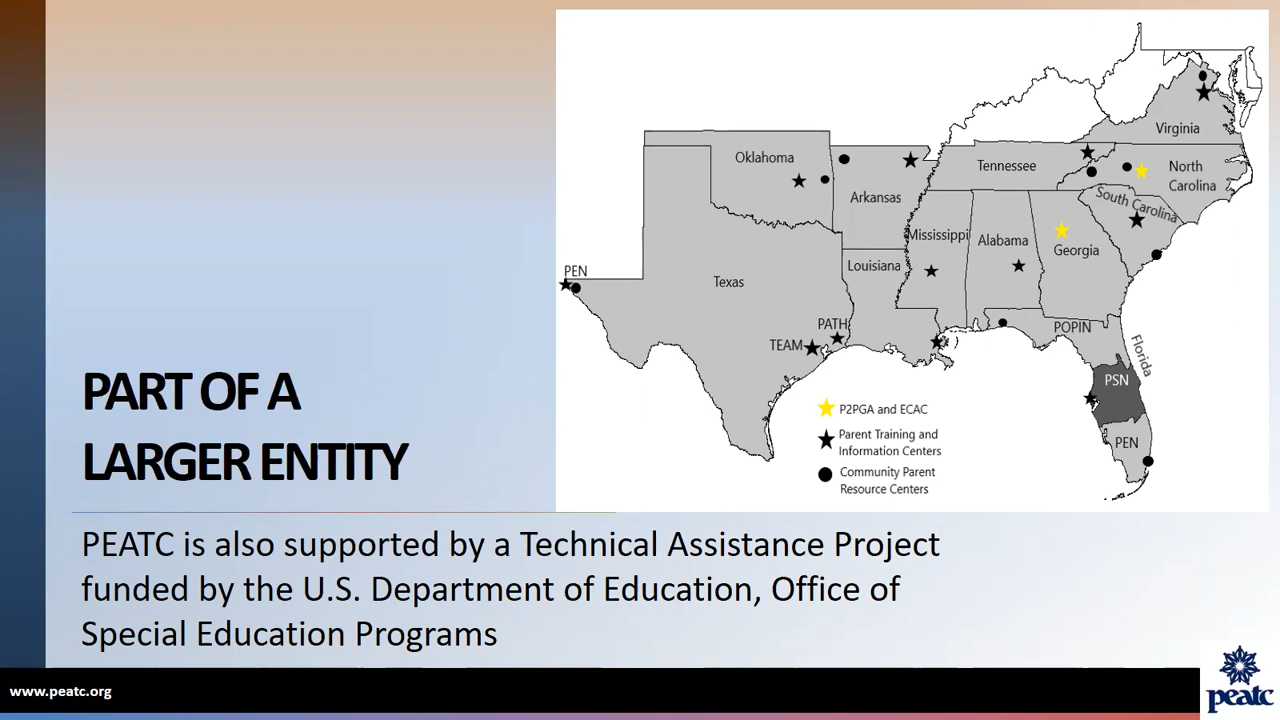 PART OF A
LARGER ENTITY
Oklahoma
Arkansas
Tennessee
Virginia
North
Carolina
South Carolina
Mississippi
Alabama
Georgia
Louisiana
Texas
PEN
PATH
TEAM
POPIN
Florida
PSN
PEN
P2PGA and ECAC
Parent Training and
Information Centers
Community Parent
Resource Centers
PEATC is also supported by a Technical Assistance Project
funded by the U.S. Department of Education, Office of
Special Education Programs
www.peatc.org
peatc